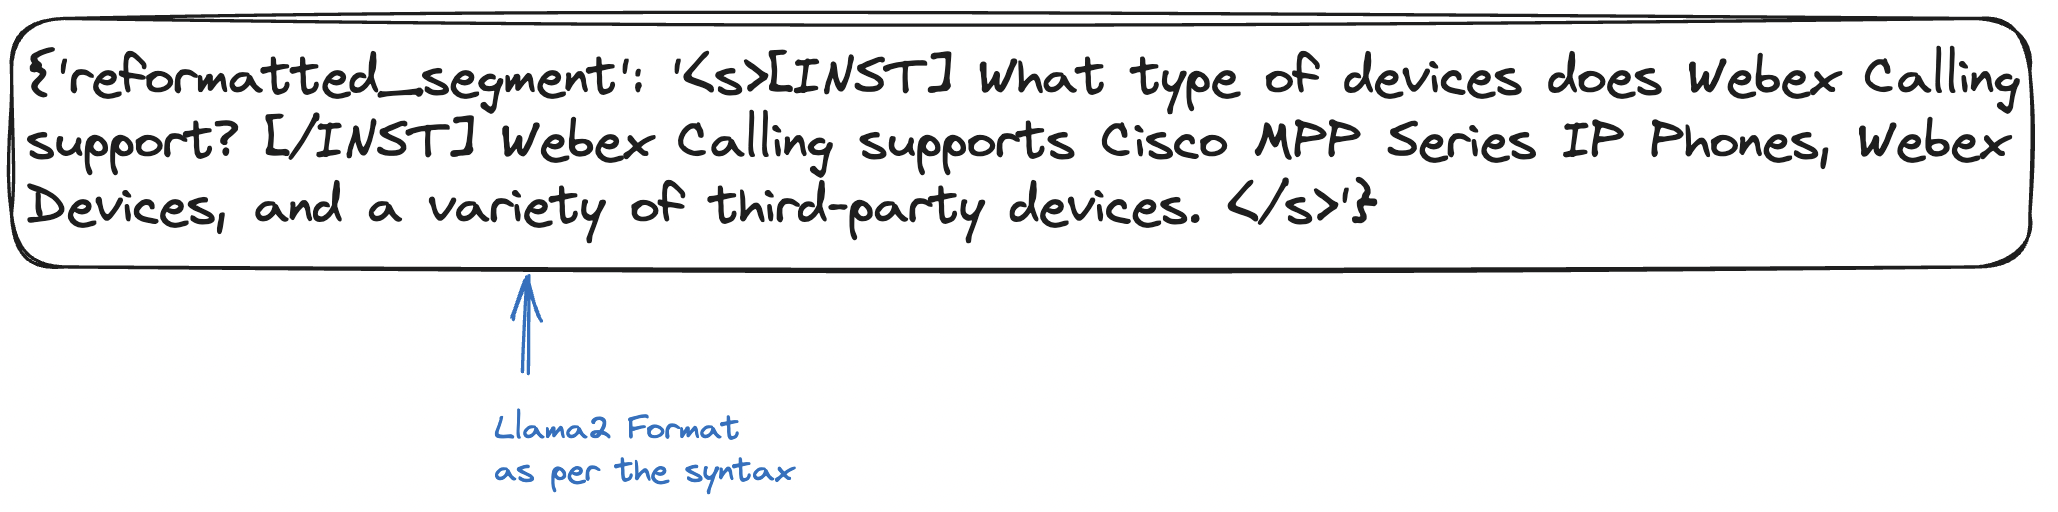 {'reformatted_segment': '<s>[INST] What type of devices does Webex Calling
support? [/INST] Webex Calling supports Cisco MPP Series IP Phones, Webex
Devices, and a variety of third-party devices. </s>'}
Llama2 Format
as per the syntax